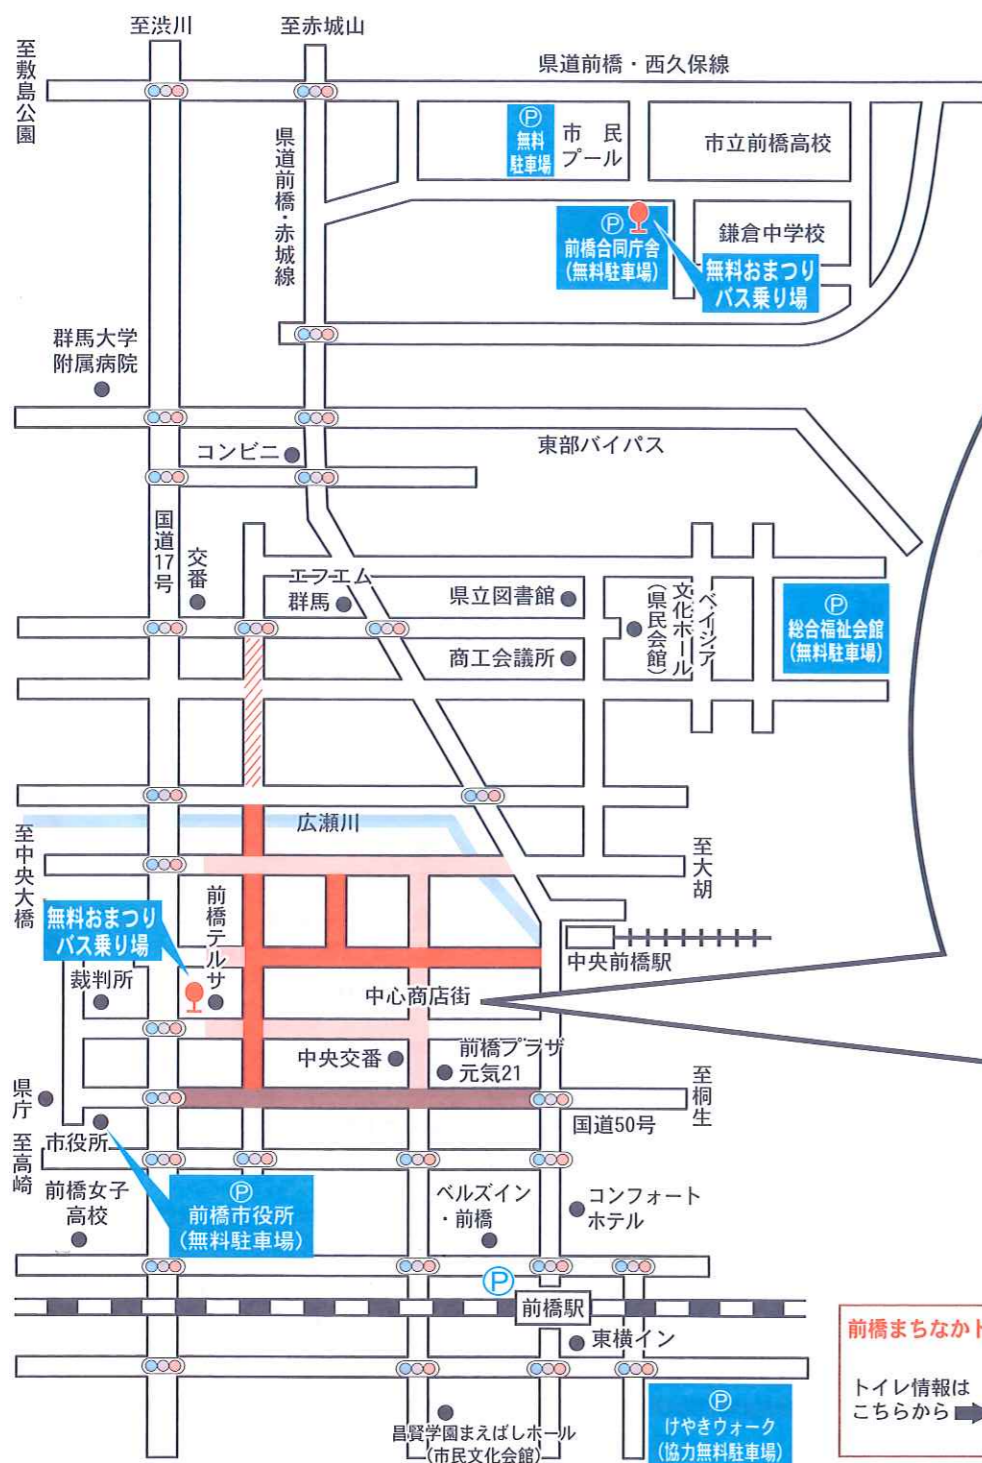 至渋川
至赤城山
至敷島公園
県道前橋・西久保線
県道前橋・赤城線
Ⓟ
無料
駐車場
市民
プール
市立前橋高校
Ⓟ
前橋合同庁舎
(無料駐車場)
鎌倉中学校
無料おまつり
バス乗り場
群馬大学
附属病院
コンビニ
東部バイパス
国道17号
交番
エフエム
群馬
県立図書館
ベイシア
文化ホール
(県民会館)
Ⓟ
総合福祉会館
(無料駐車場)
商工会議所
広瀬川
至中央大橋
至大胡
無料おまつり
バス乗り場
前橋テルサ
中央前橋駅
裁判所
中心商店街
中央交番
前橋プラザ
元気21
県庁
至桐生
国道50号
市役所
至高崎
Ⓟ
前橋市役所
(無料駐車場)
前橋女子
高校
ベルズイン
・前橋
コンフォート
ホテル
Ⓟ
前橋駅
東横イン
前橋まちなかト
トイレ情報は
こちらから
昌賢学園まえばしホール
(市民文化会館)
Ⓟ
けやきウォーク
(協力無料駐車場)